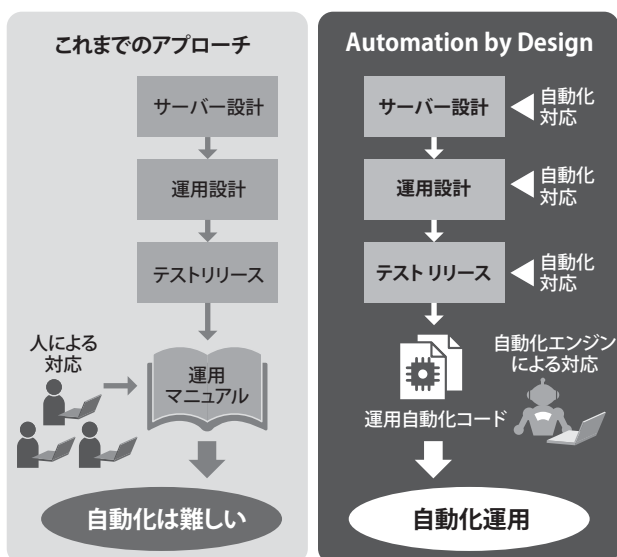 これまでのアプローチ
サーバー設計
運用設計
テストリリース
人による
対応
運用
マニュアル
自動化は難しい
Automation by Design
サーバー設計
自動化
対応
運用設計
自動化
対応
テスト リリース
自動化
対応
自動化エンジン
による対応
運用自動化コード
自動化運用